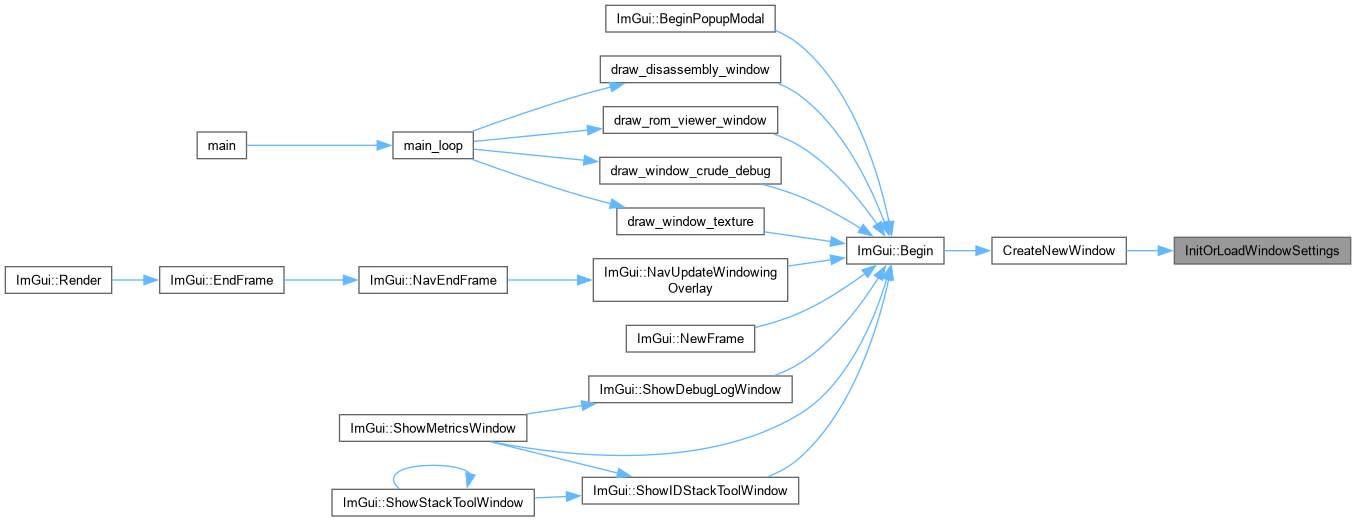 ImGui::BeginPopupModal
draw_disassembly_window
draw_rom_viewer_window
main
main_loop
draw_window_crude_debug
draw_window_texture
ImGui::Begin
CreateNewWindow
InitOrLoadWindowSettings
ImGui::Render
ImGui::EndFrame
ImGui::NavEndFrame
ImGui::NavUpdateWindowing
Overlay
ImGui::NewFrame
ImGui::ShowDebugLogWindow
ImGui::ShowMetricsWindow
ImGui::ShowStackToolWindow
ImGui::ShowIDStackToolWindow